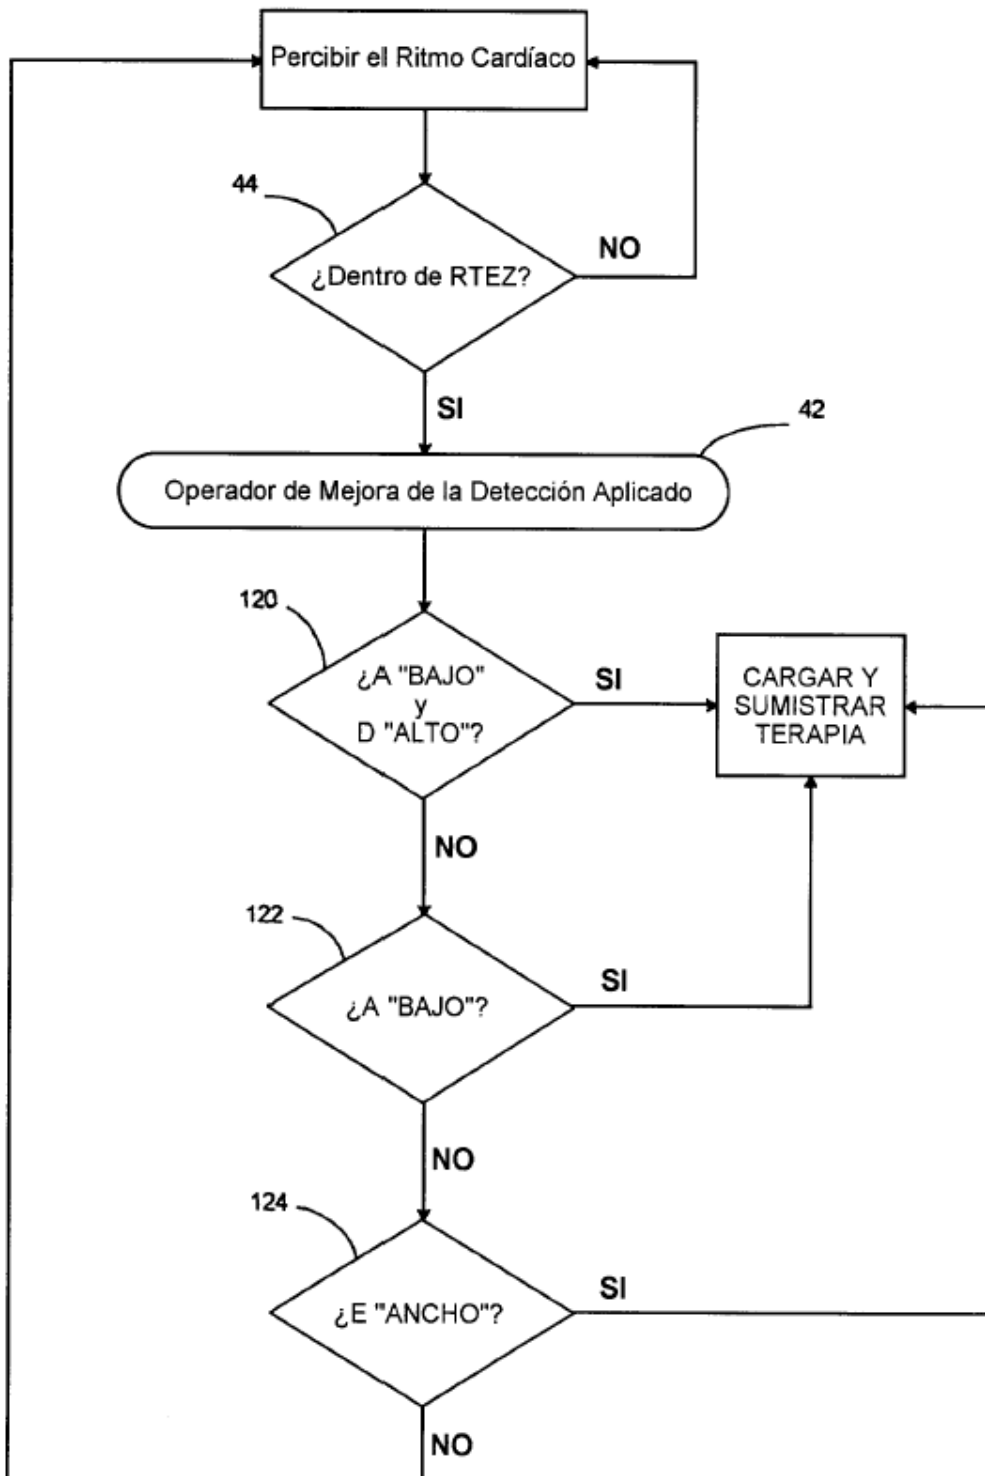 Percibir el Ritmo Cardíaco
44
¿Dentro de RTEZ?
NO
SI
42
Operador de Mejora de la Detección Aplicado
120
¿A "BAJO"
y
D "ALTO"?
SI
CARGAR Y
SUMISTRAR
TERAPIA
NO
122
¿A "BAJO"?
SI
NO
124
¿E "ANCHO"?
SI
NO